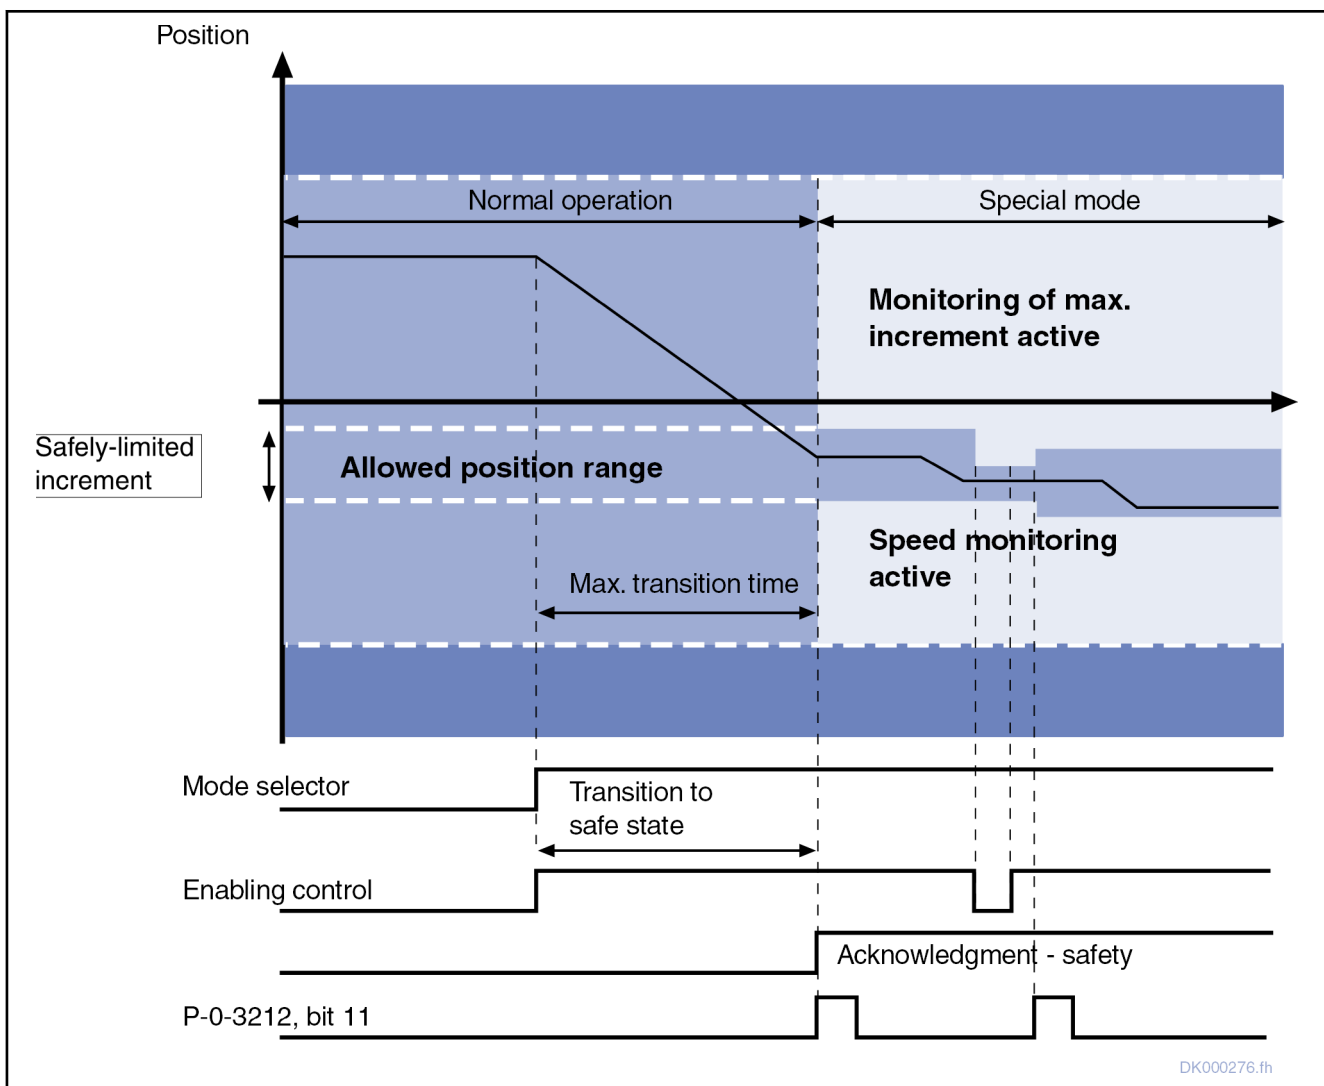 Position
Normal operation
Special mode
Monitoring of max.
increment active
Safely-limited
increment
Allowed position range
Speed monitoring
active
Max. transition time
Mode selector
Transition to
safe state
Enabling control
Acknowledgment - safety
P-0-3212, bit 11
DK000276.fh